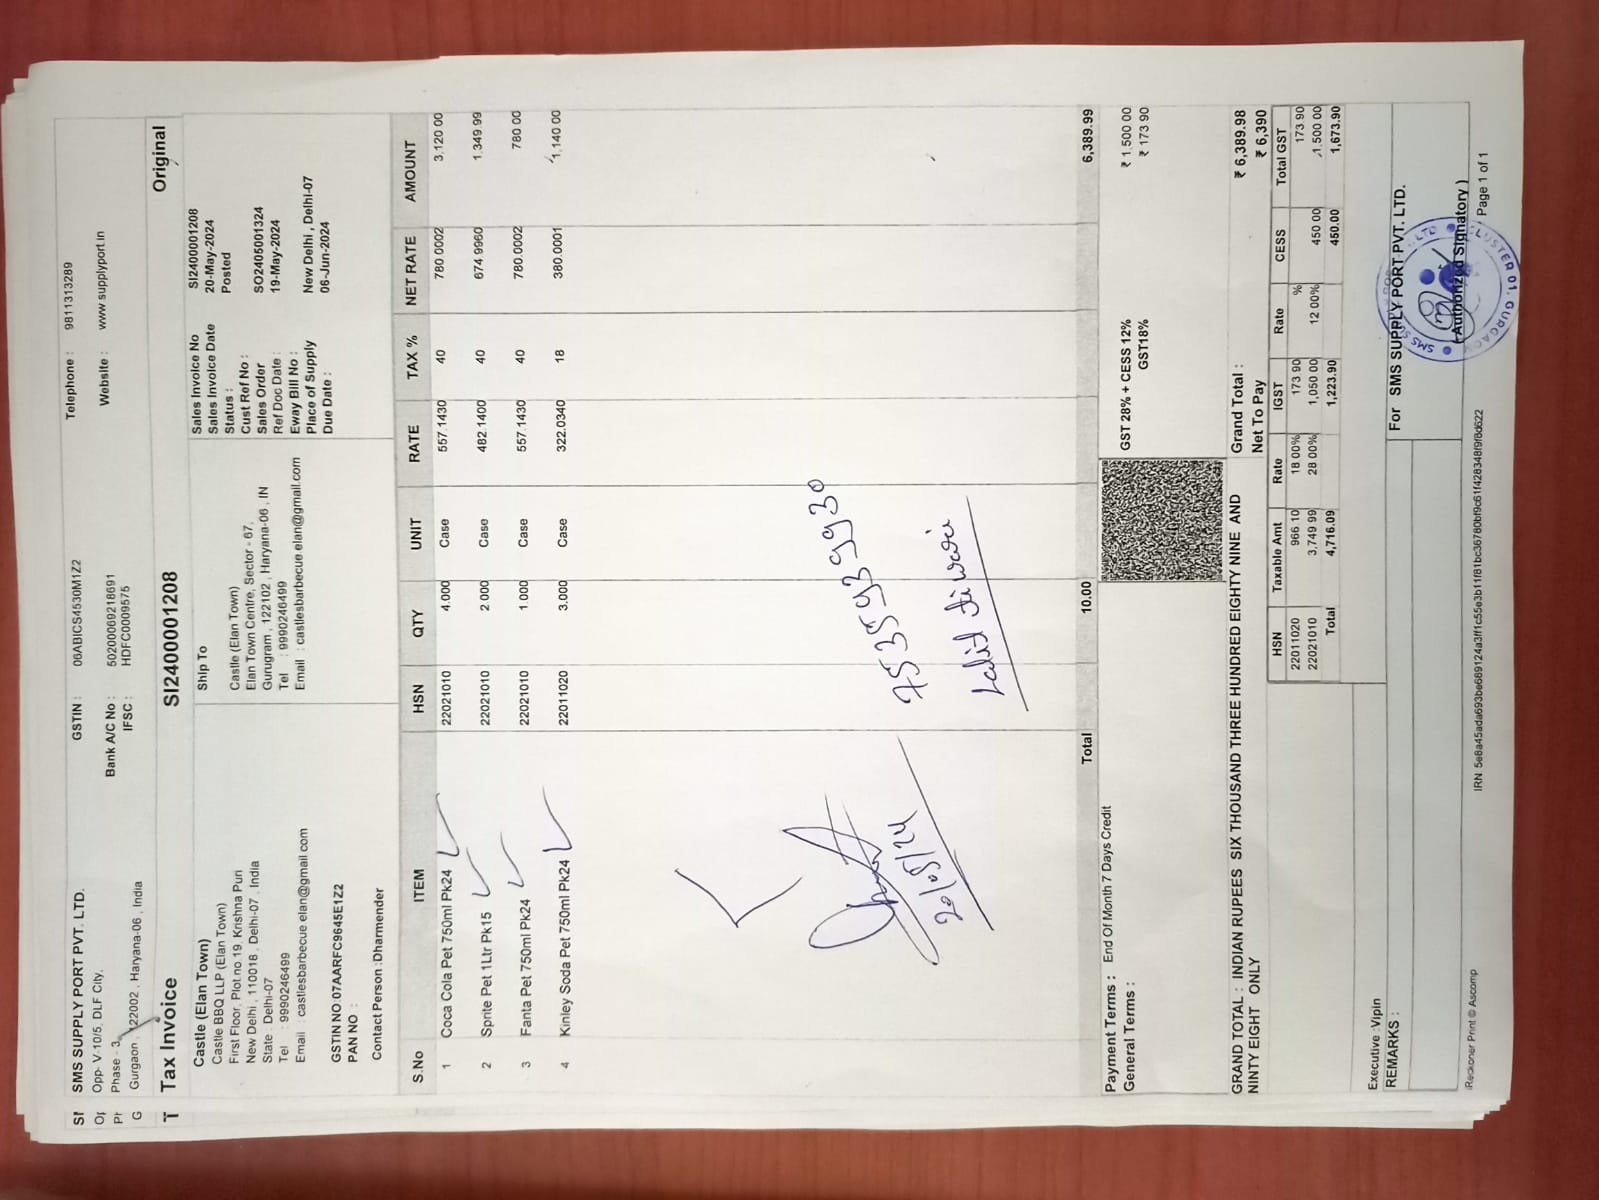 SMS SUPPLY PORT PVT. LTD. GSTIN : 06ABICS4530M1Z2 Telephone : 9811313289
Opp- V-10/5, DLF City, Bank A/C No : 50200069218691 Website : www supplyport.in
Phase - 3, IFSC : HDFC0009575
Gurgaon , 122002 , Haryana-06 , India
Tax Invoice SI2400001208 Original
Castle (Elan Town)
Castle BBQ LLP (Elan Town)
First Floor, Plot.no 19 Krishna Puri
New Delhi , 110018 , Delhi-07 , India
State : Delhi-07
Tel : 9990246499
Email : castlesbarbecue elan@gmail com
GSTIN NO:07AARFC9645E1Z2
PAN NO :
Contact Person :Dharmender
Ship To
Castle (Elan Town)
Elan Town Centre, Sector - 67,
Gurugram , 122102 , Haryana-06 , IN
Tel : 9990246499
Email : castlesbarbecue elan@gmail.com
Sales Invoice No SI2400001208
Sales Invoice Date 20-May-2024
Status : Posted
Cust Ref No :
Sales Order SO2405001324
Ref Doc Date : 19-May-2024
Eway Bill No :
Place of Supply New Delhi , Delhi-07
Due Date : 06-Jun-2024
S.No ITEM HSN QTY UNIT RATE TAX % NET RATE AMOUNT
1 Coca Cola Pet 750ml Pk24 22021010 4.000 Case 557.1430 40 780.0002 3,120 00
2 Sprite Pet 1Ltr Pk15 22021010 2 000 Case 482.1400 40 674.9960 1,349.99
3 Fanta Pet 750ml Pk24 22021010 1.000 Case 557.1430 40 780.0002 780 00
4 Kinley Soda Pet 750ml Pk24 22011020 3.000 Case 322.0340 18 380.0001 1,140 00
20/05/24
Lalit Tiwari
Total 10.00 6,389.99
Payment Terms : End Of Month 7 Days Credit
General Terms :
GST 28% + CESS 12% ₹ 1,500 00
GST18% ₹ 173 90
GRAND TOTAL : INDIAN RUPEES SIX THOUSAND THREE HUNDRED EIGHTY NINE AND
NINTY EIGHT ONLY
Grand Total : ₹ 6,389.98
Net To Pay ₹ 6,390
HSN Taxable Amt Rate IGST Rate CESS Total GST
22011020 966 10 18 00% 173 90 % 173 90
22021010 3,749 99 28 00% 1,050 00 12 00% 450 00 1,500 00
Total 4,716.09 1,223.90 450.00 1,673.90
Executive :Vipin
REMARKS :
For SMS SUPPLY PORT PVT. LTD.
CLUSTER 01, GURGAON
( Authorized Signatory )
iReckoner Print © Ascomp
Page 1 of 1